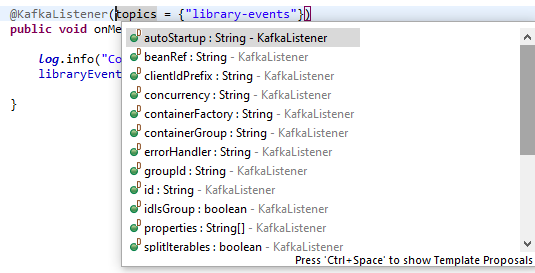 @KafkaListener(topics = {"library-events"})
public void onMe
log.info("Co
libraryEvent
}
autoStartup : String - KafkaListener
beanRef : String - KafkaListener
clientIdPrefix : String - KafkaListener
concurrency : String - KafkaListener
containerFactory : String - KafkaListener
containerGroup : String - KafkaListener
errorHandler : String - KafkaListener
groupId : String - KafkaListener
id : String - KafkaListener
idIsGroup : boolean - KafkaListener
properties : String[] - KafkaListener
splitIterables : boolean - KafkaListener
Press 'Ctrl+Space' to show Template Proposals